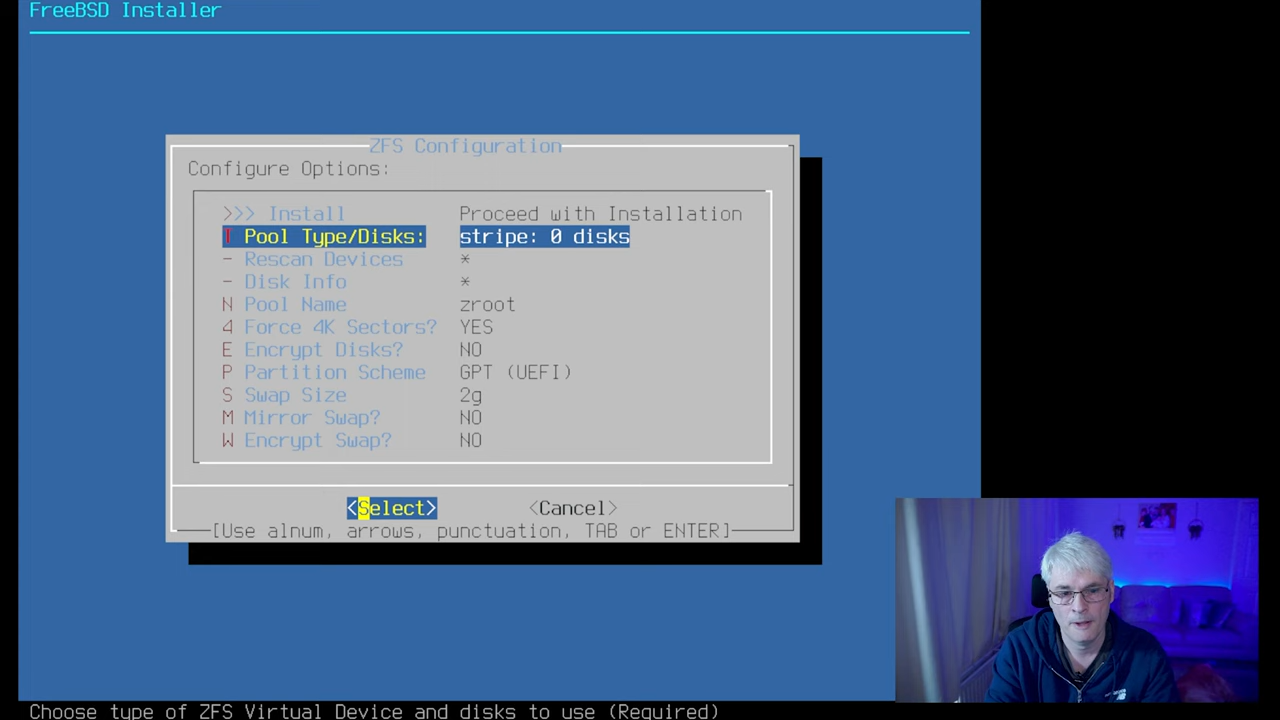 FreeBSD Installer
ZFS Configuration
Configure Options:
>>> Install Proceed with Installation
T Pool Type/Disks: stripe: 0 disks
- Rescan Devices *
- Disk Info *
N Pool Name zroot
4 Force 4K Sectors? YES
E Encrypt Disks? NO
P Partition Scheme GPT (UEFI)
S Swap Size 2g
M Mirror Swap? NO
W Encrypt Swap? NO
<Select> <Cancel>
[Use alnum, arrows, punctuation, TAB or ENTER]
Choose type of ZFS Virtual Device and disks to use (Required)